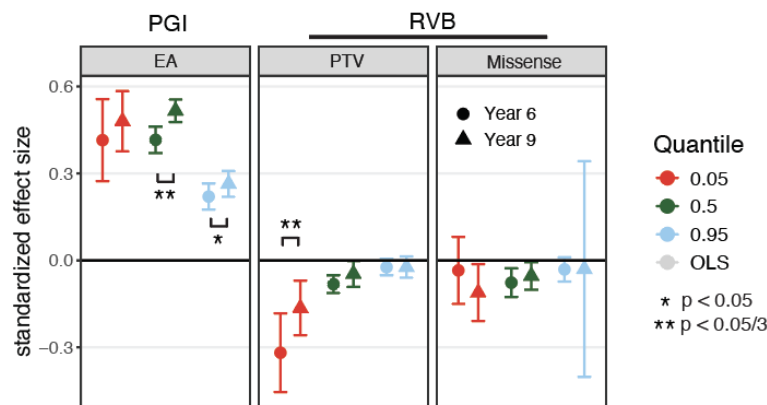 PGI
RVB
EA
PTV
Missense
standardized effect size
0.6
0.3
0.0
−0.3
Year 6
Year 9
**
*
**
Quantile
0.05
0.5
0.95
OLS
* p < 0.05
** p < 0.05/3